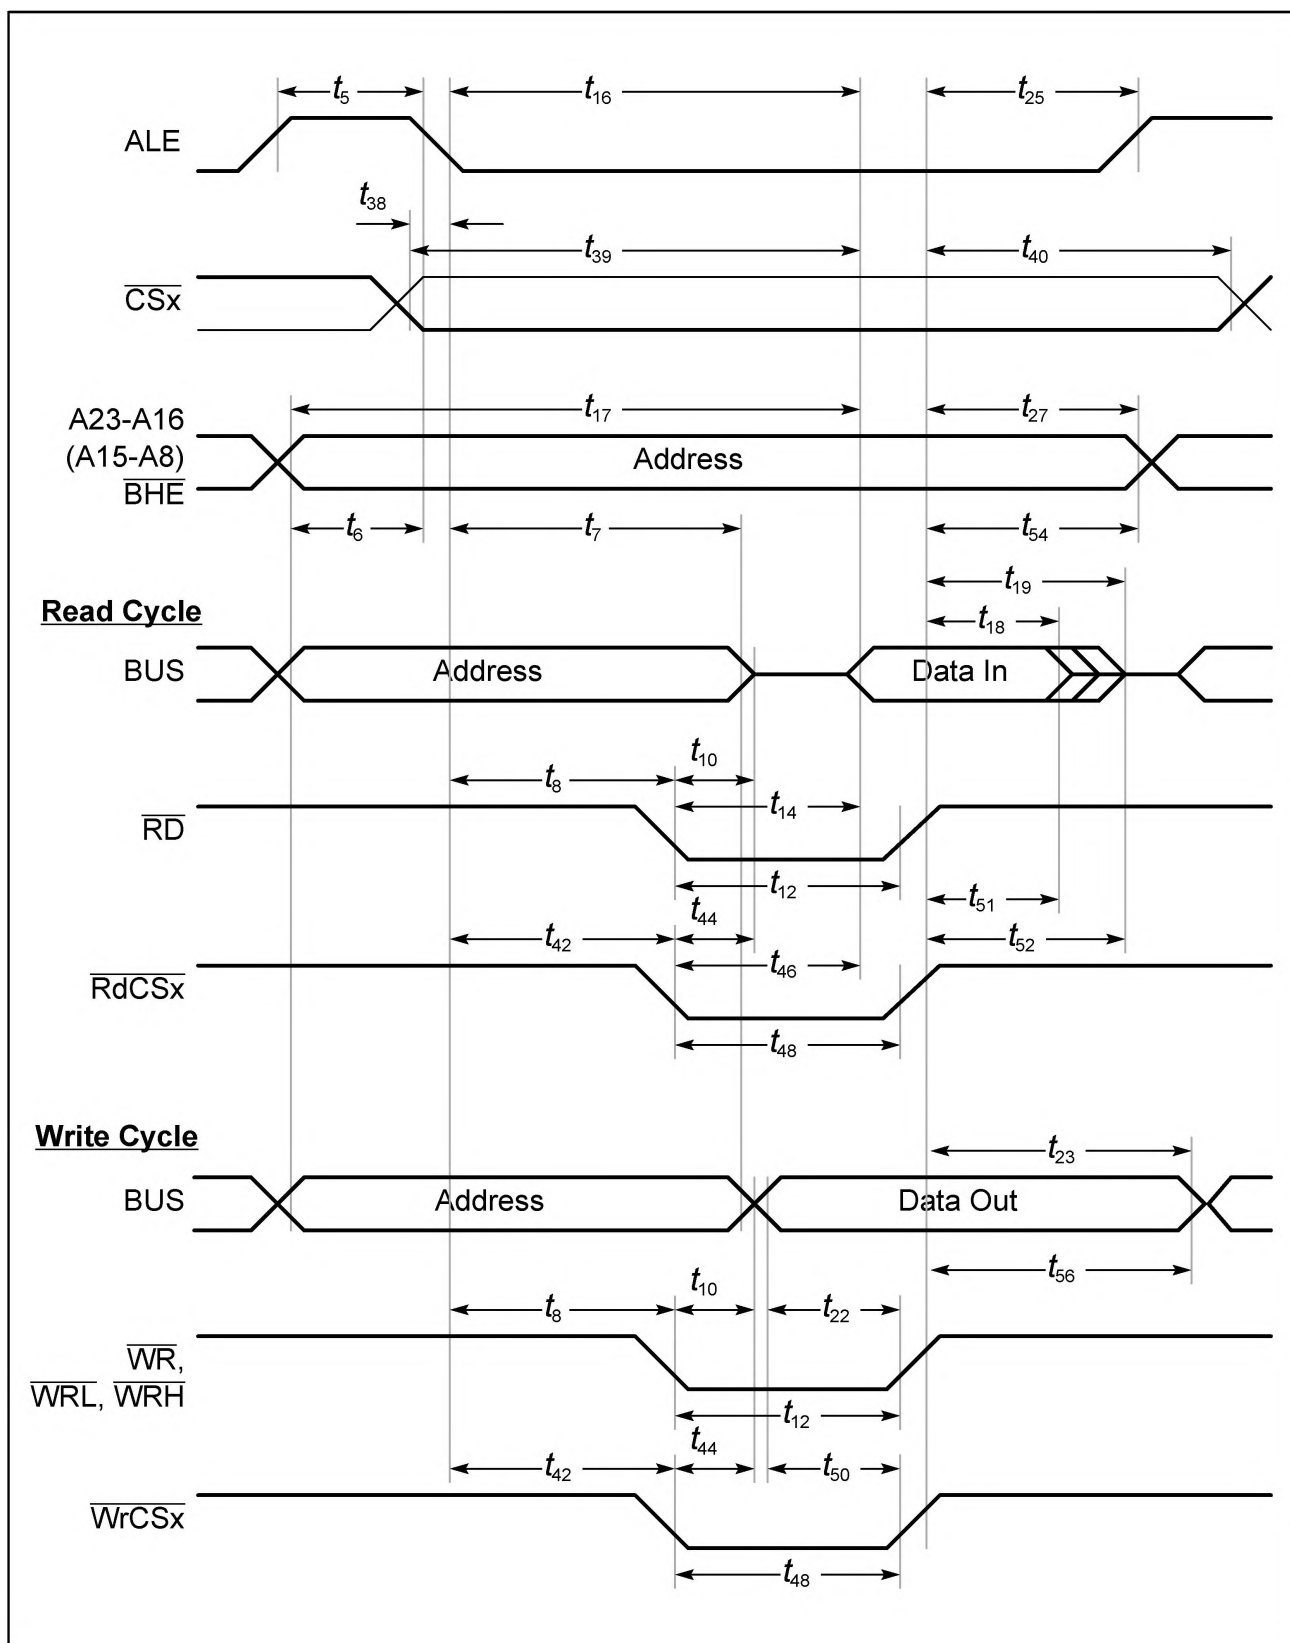 t5 t16 t25
ALE
t38
t39 t40
CSx
A23-A16 t17 t27
(A15-A8) Address
BHE
t6 t7 t54
t19
Read Cycle t18
BUS Address Data In
t10
t8
t14
RD
t12
t51
t44
t42 t52
t46
RdCSx
t48
Write Cycle
t23
BUS Address Data Out
t56
t10
t8 t22
WR,
WRL, WRH
t12
t44
t42 t50
WrCSx
t48